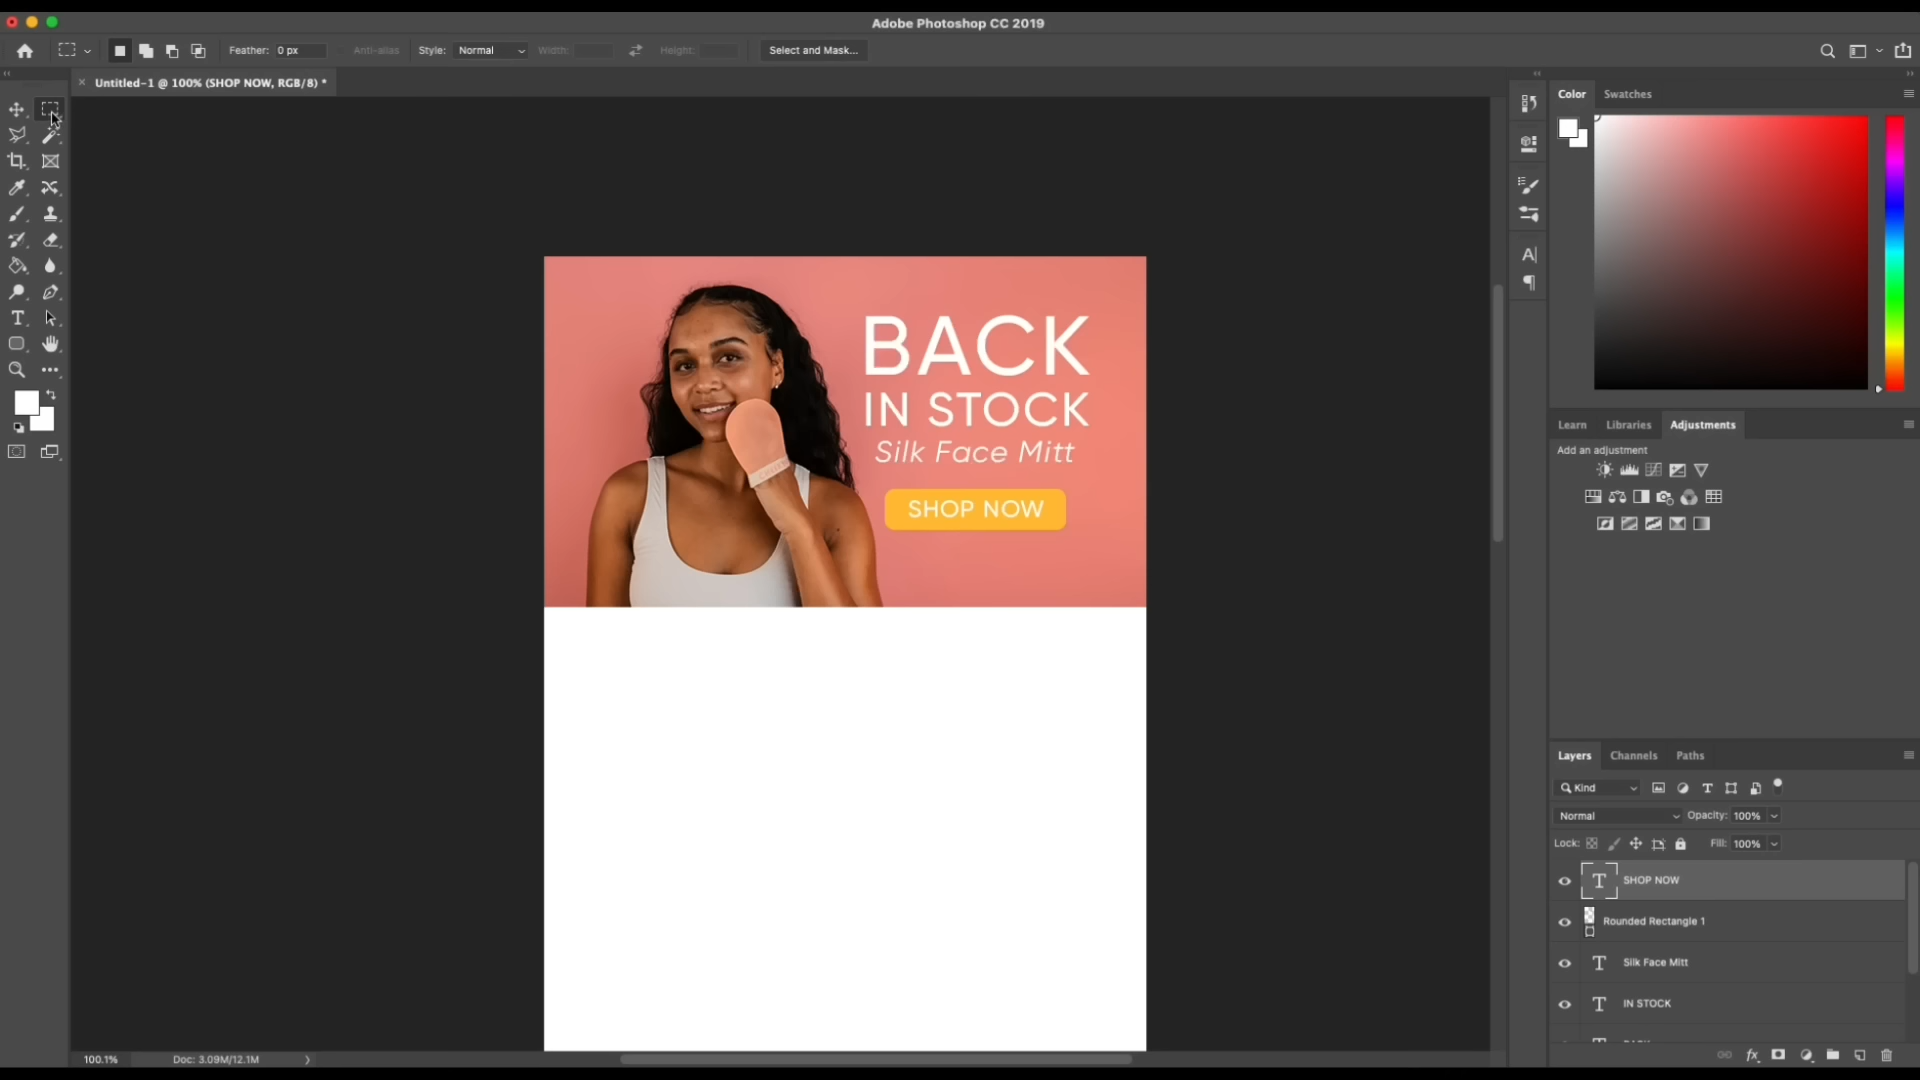 Adobe Photoshop CC 2019
Feather: 0 px Anti-alias Style: Normal Width: Height: Select and Mask...
Untitled-1 @ 100% (SHOP NOW, RGB/8) *
Color Swatches
BACK
IN STOCK
Silk Face Mitt
SHOP NOW
Learn Libraries Adjustments
Add an adjustment
Layers Channels Paths
Kind
Normal Opacity: 100%
Lock: Fill: 100%
SHOP NOW
Rounded Rectangle 1
Silk Face Mitt
IN STOCK
100.1% Doc: 3.09M/12.1M